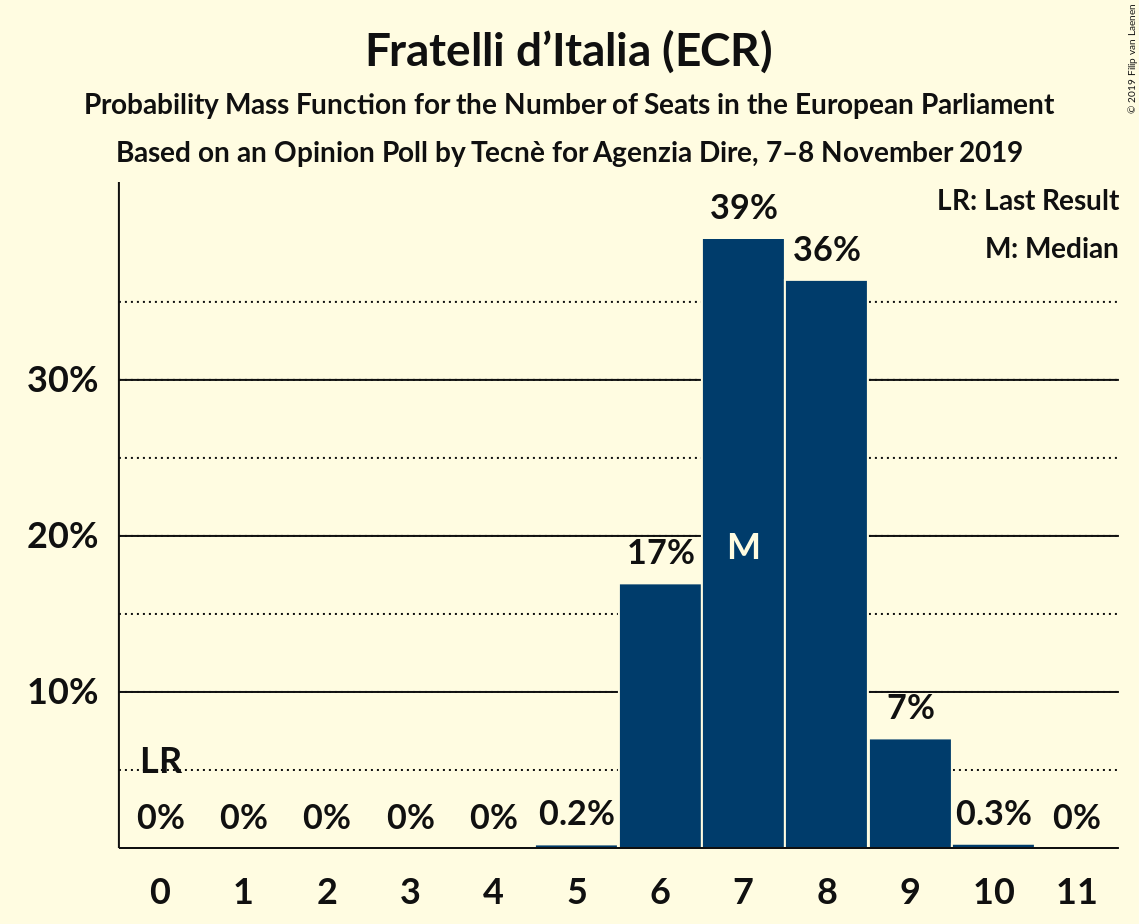 Fratelli d’Italia (ECR)
Probability Mass Function for the Number of Seats in the European Parliament
Based on an Opinion Poll by Tecnè for Agenzia Dire, 7–8 November 2019
© 2019 Filip van Laenen
LR: Last Result
M: Median
39%
36%
30%
20%
17%
M
10%
7%
LR
0% 0% 0% 0% 0% 0.2% 0.3% 0%
0 1 2 3 4 5 6 7 8 9 10 11